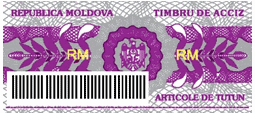 REPUBLICA MOLDOVA TIMBRU DE ACCIZ
RM RM
ARTICOLE DE TUTUN